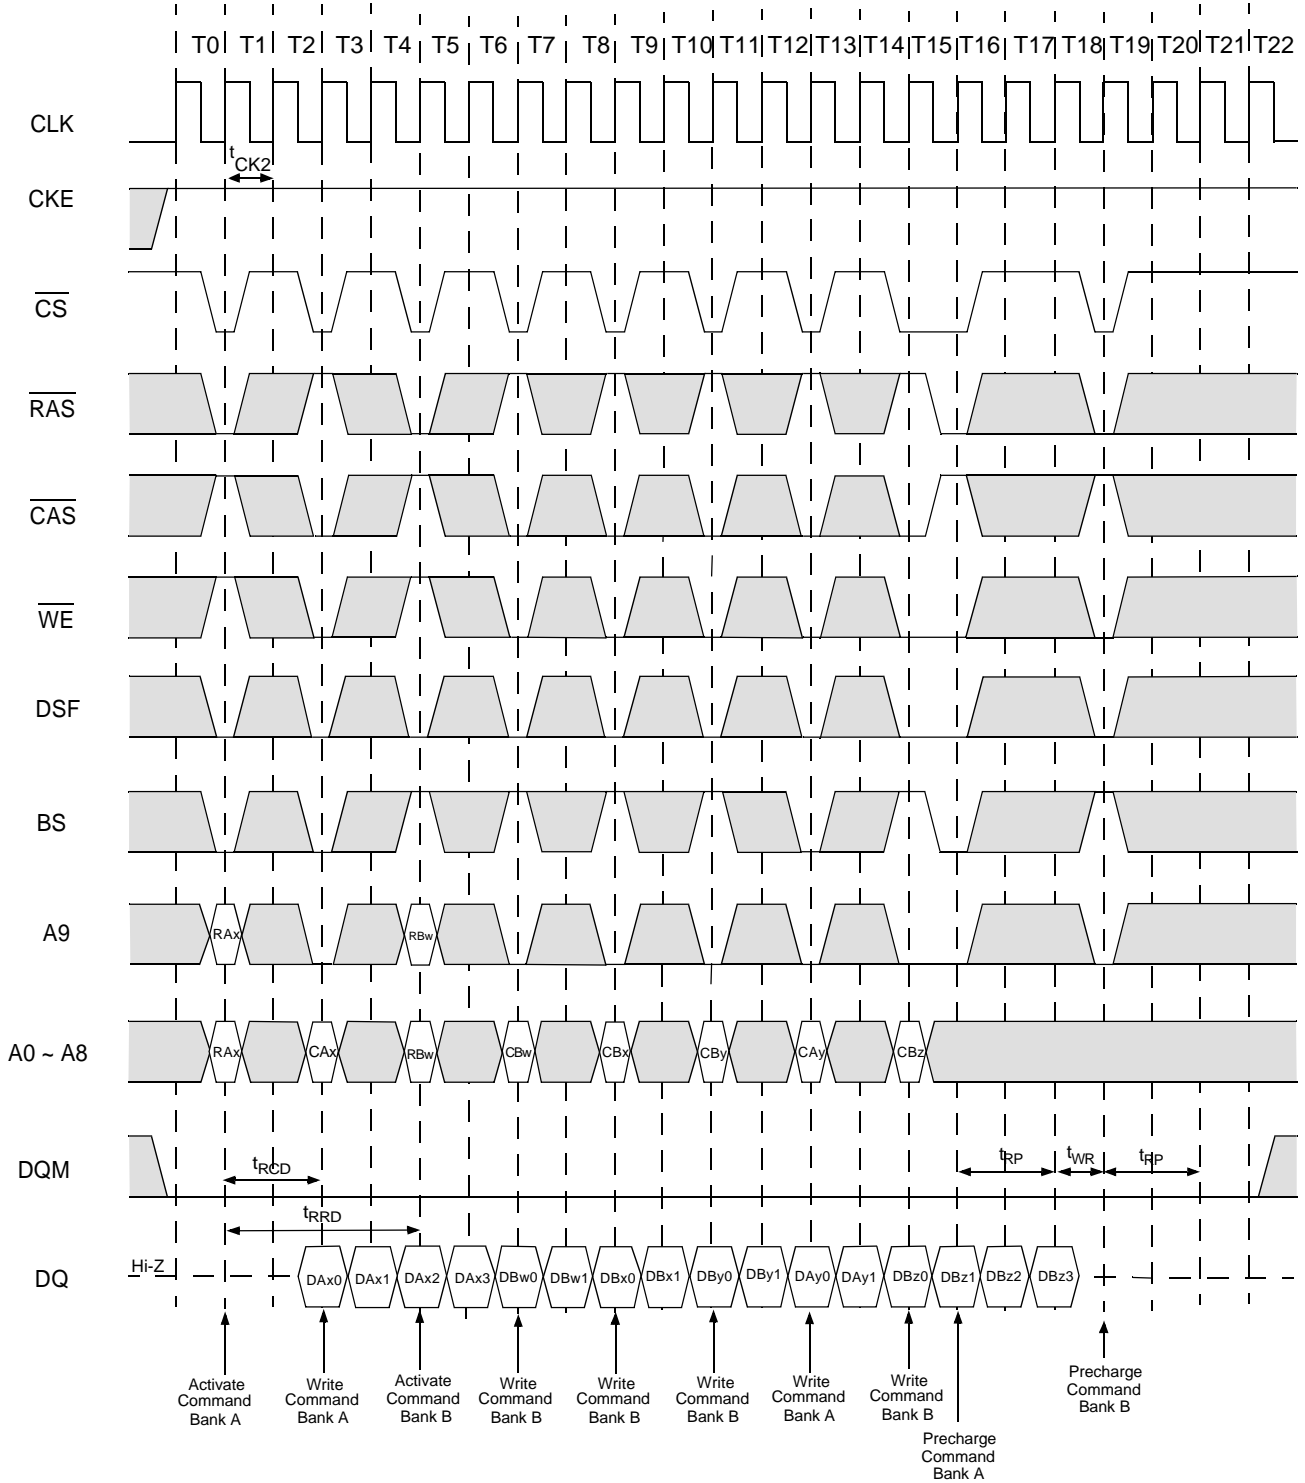 T0 T1 T2 T3 T4 T5 T6 T7 T8 T9 T10 T11 T12 T13 T14 T15 T16 T17 T18 T19 T20 T21 T22
CLK
tCK2
CKE
CS
RAS
CAS
WE
DSF
BS
A9
RAx RBw
A0 ~ A8
RAx CAx RBw CBw CBx CBy CAy CBz
DQM
tRCD tRP tWR tRP
tRRD
DQ
Hi-Z
DAx0 DAx1 DAx2 DAx3 DBw0 DBw1 DBx0 DBx1 DBy0 DBy1 DAy0 DAy1 DBz0 DBz1 DBz2 DBz3
Activate
Command
Bank A
Write
Command
Bank A
Activate
Command
Bank B
Write
Command
Bank B
Write
Command
Bank B
Write
Command
Bank B
Write
Command
Bank A
Write
Command
Bank B
Precharge
Command
Bank A
Precharge
Command
Bank B